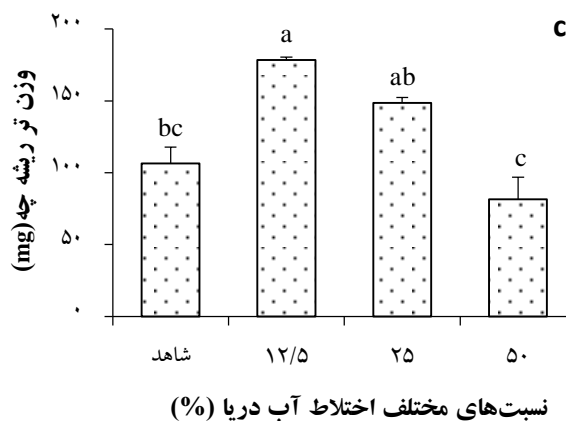 c
وزن تر ریشه چه(mg)
۲۰۰
۱۵۰
۱۰۰
۵۰
۰
bc
a
ab
c
شاهد
۱۲/۵
۲۵
۵۰
نسبت‌های مختلف اختلاط آب دریا (%)